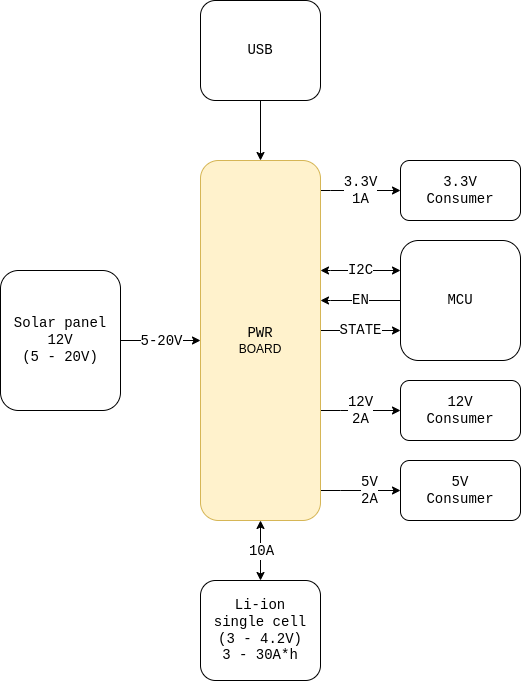 USB
3.3V
1A
3.3V
Consumer
I2C
EN
STATE
MCU
Solar panel
12V
(5 - 20V)
5-20V
PWR
BOARD
12V
2A
12V
Consumer
5V
2A
5V
Consumer
10A
Li-ion
single cell
(3 - 4.2V)
3 - 30A*h